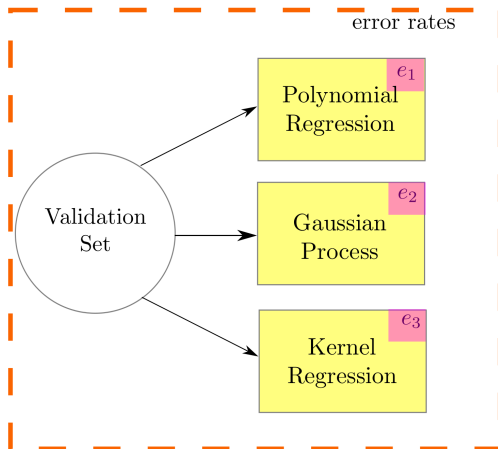 error rates
e₁
Polynomial
Regression
Validation
Set
e₂
Gaussian
Process
e₃
Kernel
Regression